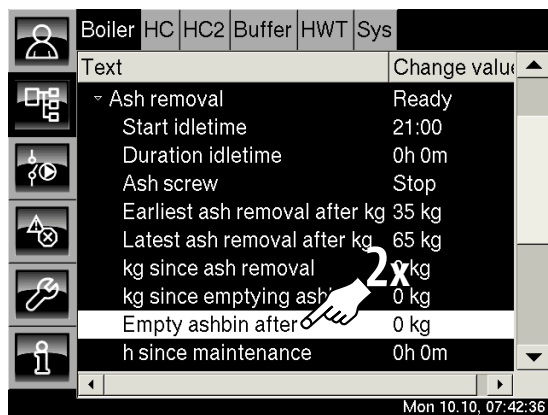 Boiler HC HC2 Buffer HWT Sys
Text Change value
Ash removal Ready
Start idletime 21:00
Duration idletime 0h 0m
Ash screw Stop
Earliest ash removal after kg 35 kg
Latest ash removal after kg 65 kg
kg since ash removal kg
2x
kg since emptying ash 0 kg
Empty ashbin after 0 kg
h since maintenance 0h 0m
Mon 10.10, 07:42:36